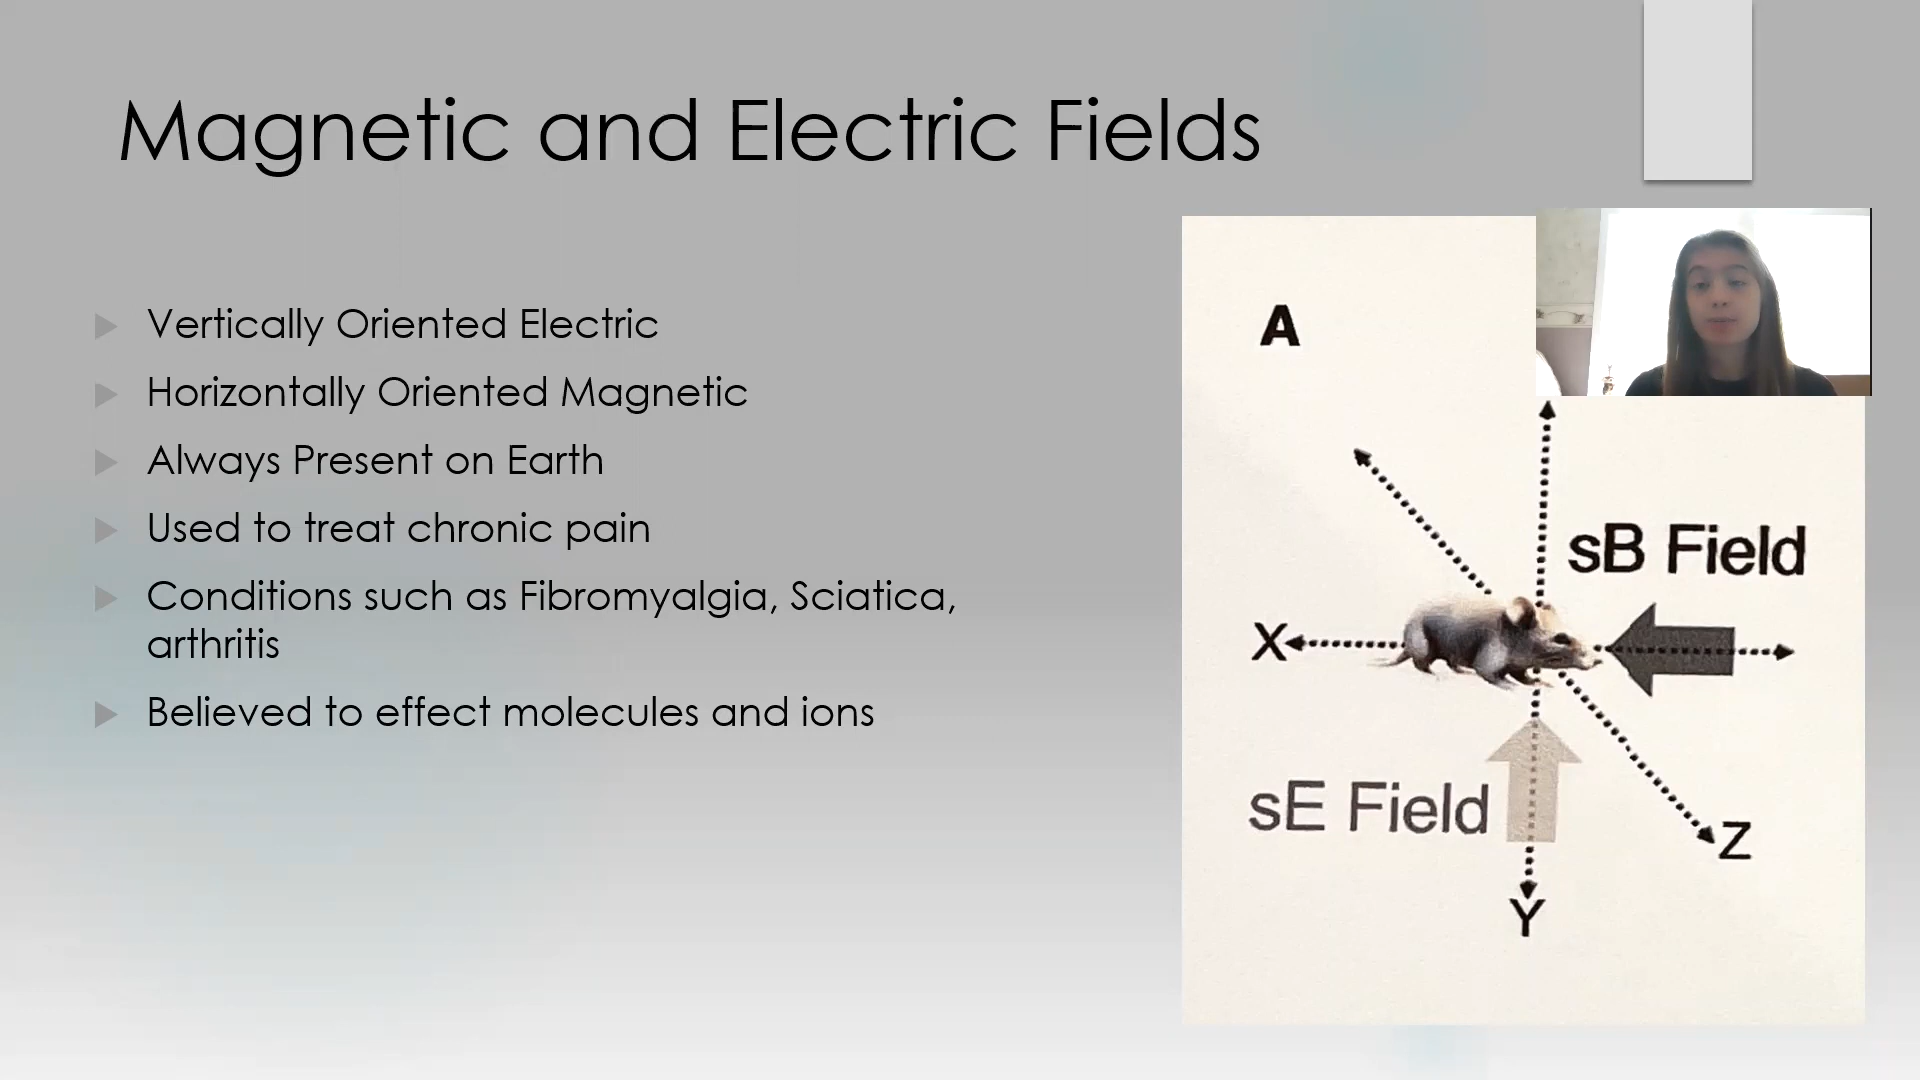 Magnetic and Electric Fields
Vertically Oriented Electric
Horizontally Oriented Magnetic
Always Present on Earth
Used to treat chronic pain
Conditions such as Fibromyalgia, Sciatica,
arthritis
Believed to effect molecules and ions
A
sB Field
X
sE Field
Z
Y